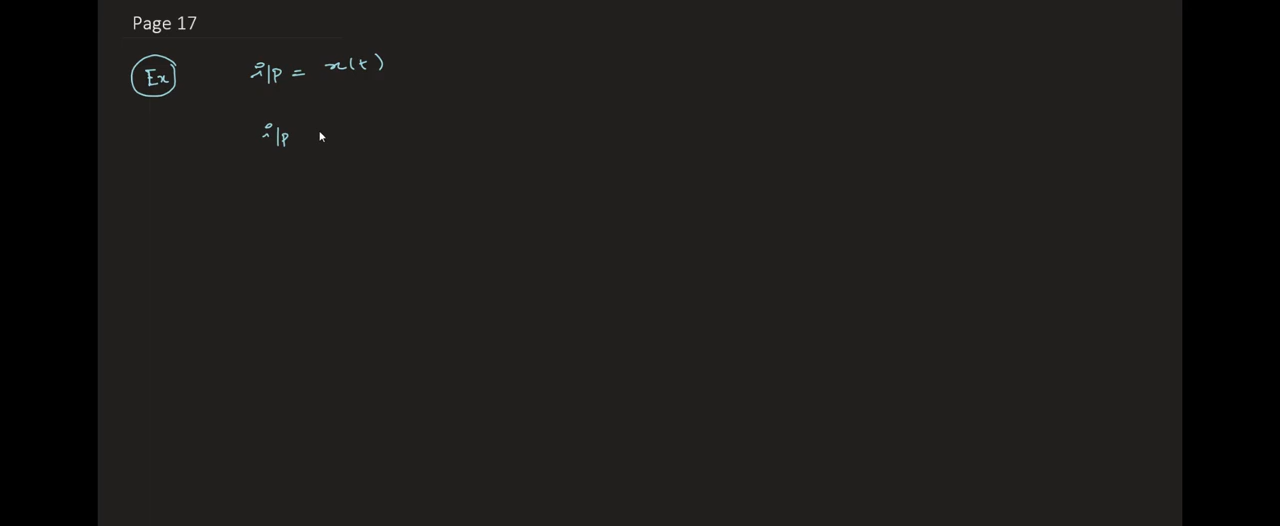 Page 17
Ex i|p = x(t)
i|p